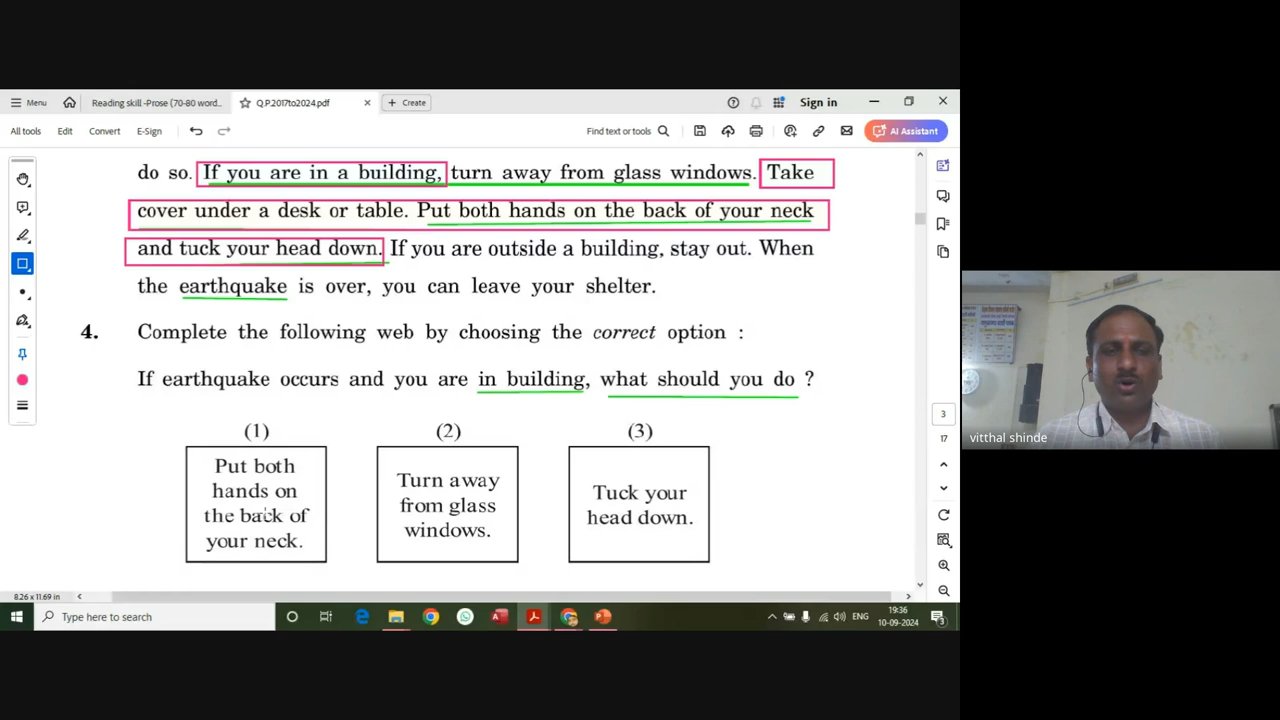 Menu
Reading skill -Prose (70-80 word..
Q.P.2017to2024.pdf
Create
Sign in
All tools
Edit
Convert
E-Sign
Find text or tools
AI Assistant
do so. If you are in a building, turn away from glass windows. Take
cover under a desk or table. Put both hands on the back of your neck
and tuck your head down. If you are outside a building, stay out. When
the earthquake is over, you can leave your shelter.
4. Complete the following web by choosing the correct option :
If earthquake occurs and you are in building, what should you do ?
(1)
Put both
hands on
the back of
your neck.
(2)
Turn away
from glass
windows.
(3)
Tuck your
head down.
3
17
vitthal shinde
8.26 x 11.69 in
Type here to search
ENG
19:36
10-09-2024
3